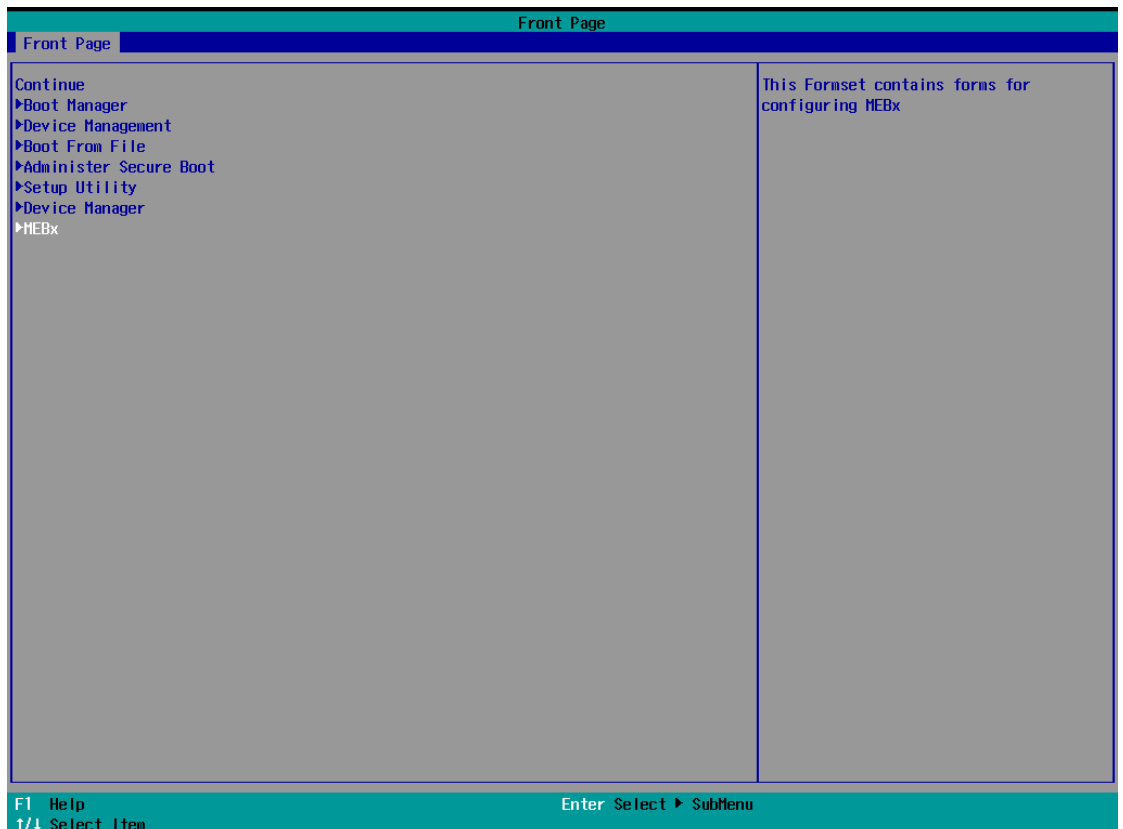 Front Page
Front Page
Continue
▶Boot Manager
▶Device Management
▶Boot From File
▶Administer Secure Boot
▶Setup Utility
▶Device Manager
▶MEBx
This Formset contains forms for
configuring MEBx
F1 Help
Enter Select ▶ SubMenu
↑/↓ Select Item